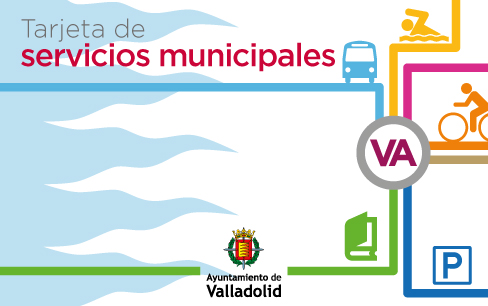 Tarjeta de
servicios municipales
VA
P
Ayuntamiento de
Valladolid